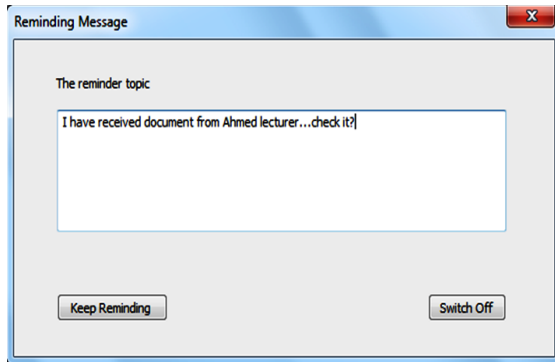 Reminding Message
X
The reminder topic
I have received document from Ahmed lecturer...check it?
Keep Reminding
Switch Off